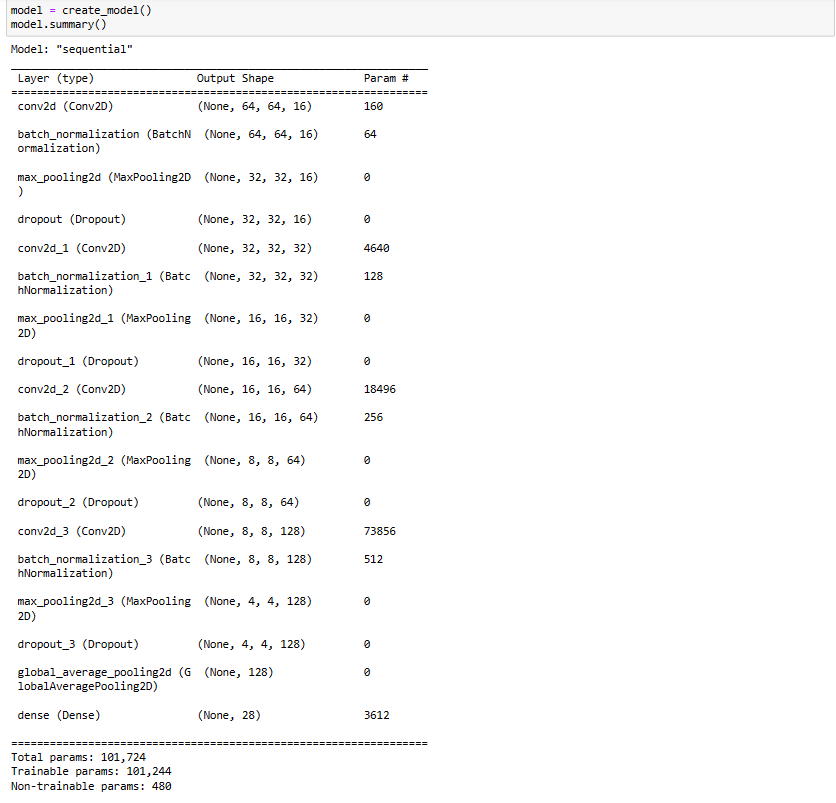 model = create_model()
model.summary()
Model: "sequential"
_________________________________________________________________
Layer (type)                Output Shape              Param #
=================================================================
conv2d (Conv2D)             (None, 64, 64, 16)        160
batch_normalization (BatchN  (None, 64, 64, 16)       64
ormalization)
max_pooling2d (MaxPooling2D  (None, 32, 32, 16)       0
)
dropout (Dropout)           (None, 32, 32, 16)        0
conv2d_1 (Conv2D)           (None, 32, 32, 32)        4640
batch_normalization_1 (Batc  (None, 32, 32, 32)       128
hNormalization)
max_pooling2d_1 (MaxPooling  (None, 16, 16, 32)       0
2D)
dropout_1 (Dropout)         (None, 16, 16, 32)        0
conv2d_2 (Conv2D)           (None, 16, 16, 64)        18496
batch_normalization_2 (Batc  (None, 16, 16, 64)       256
hNormalization)
max_pooling2d_2 (MaxPooling  (None, 8, 8, 64)         0
2D)
dropout_2 (Dropout)         (None, 8, 8, 64)          0
conv2d_3 (Conv2D)           (None, 8, 8, 128)         73856
batch_normalization_3 (Batc  (None, 8, 8, 128)        512
hNormalization)
max_pooling2d_3 (MaxPooling  (None, 4, 4, 128)        0
2D)
dropout_3 (Dropout)         (None, 4, 4, 128)         0
global_average_pooling2d (G  (None, 128)              0
lobalAveragePooling2D)
dense (Dense)               (None, 28)                3612
=================================================================
Total params: 101,724
Trainable params: 101,244
Non-trainable params: 480